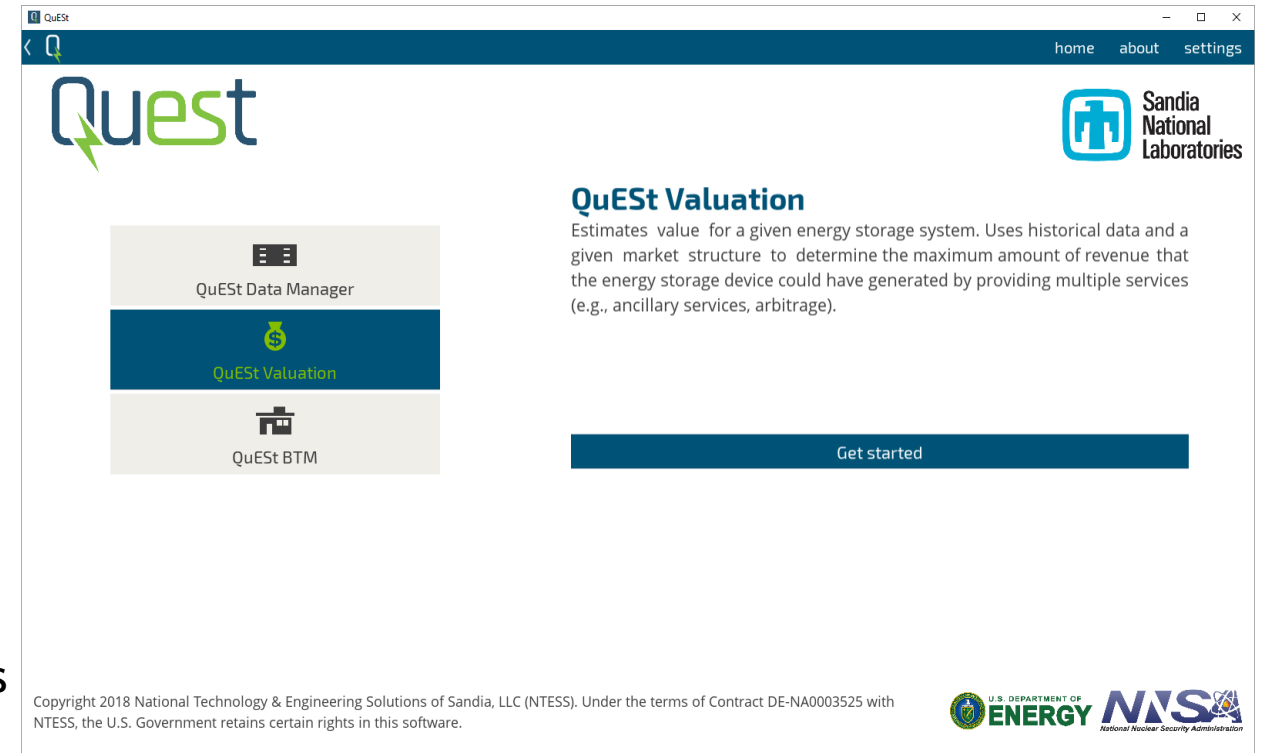 QuESt
home about settings
Quest
Sandia
National
Laboratories
QuESt Valuation
Estimates value for a given energy storage system. Uses historical data and a
given market structure to determine the maximum amount of revenue that
the energy storage device could have generated by providing multiple services
(e.g., ancillary services, arbitrage).
QuESt Data Manager
QuESt Valuation
QuESt BTM
Get started
s
Copyright 2018 National Technology & Engineering Solutions of Sandia, LLC (NTESS). Under the terms of Contract DE-NA0003525 with
NTESS, the U.S. Government retains certain rights in this software.
U.S. DEPARTMENT OF
ENERGY
NNSA
National Nuclear Security Administration